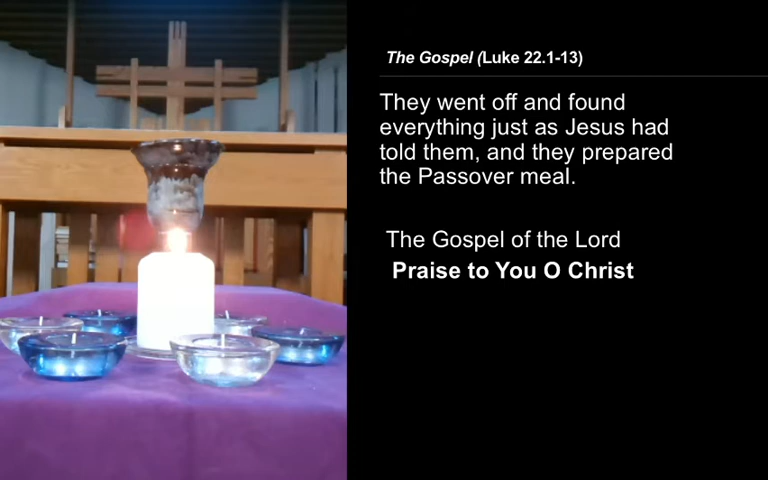 The Gospel (Luke 22.1-13)
They went off and found
everything just as Jesus had
told them, and they prepared
the Passover meal.
The Gospel of the Lord
Praise to You O Christ